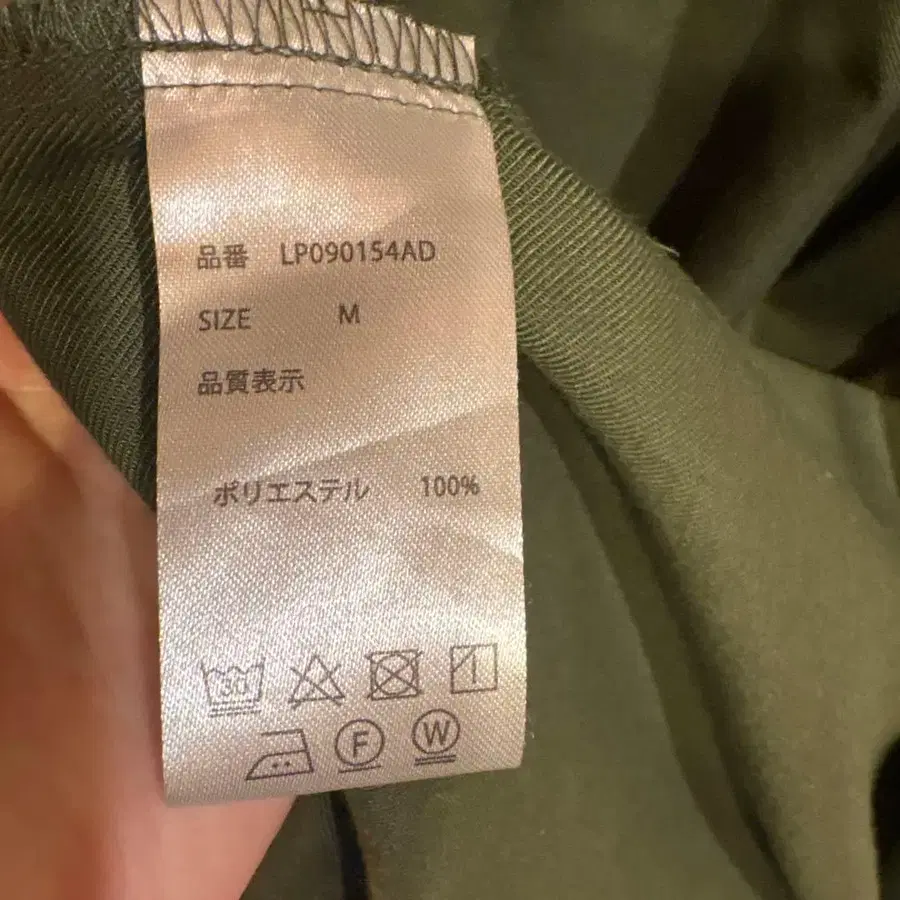 品番 LP090154AD
SIZE M
品質表示
ポリエステル 100%
30
F W